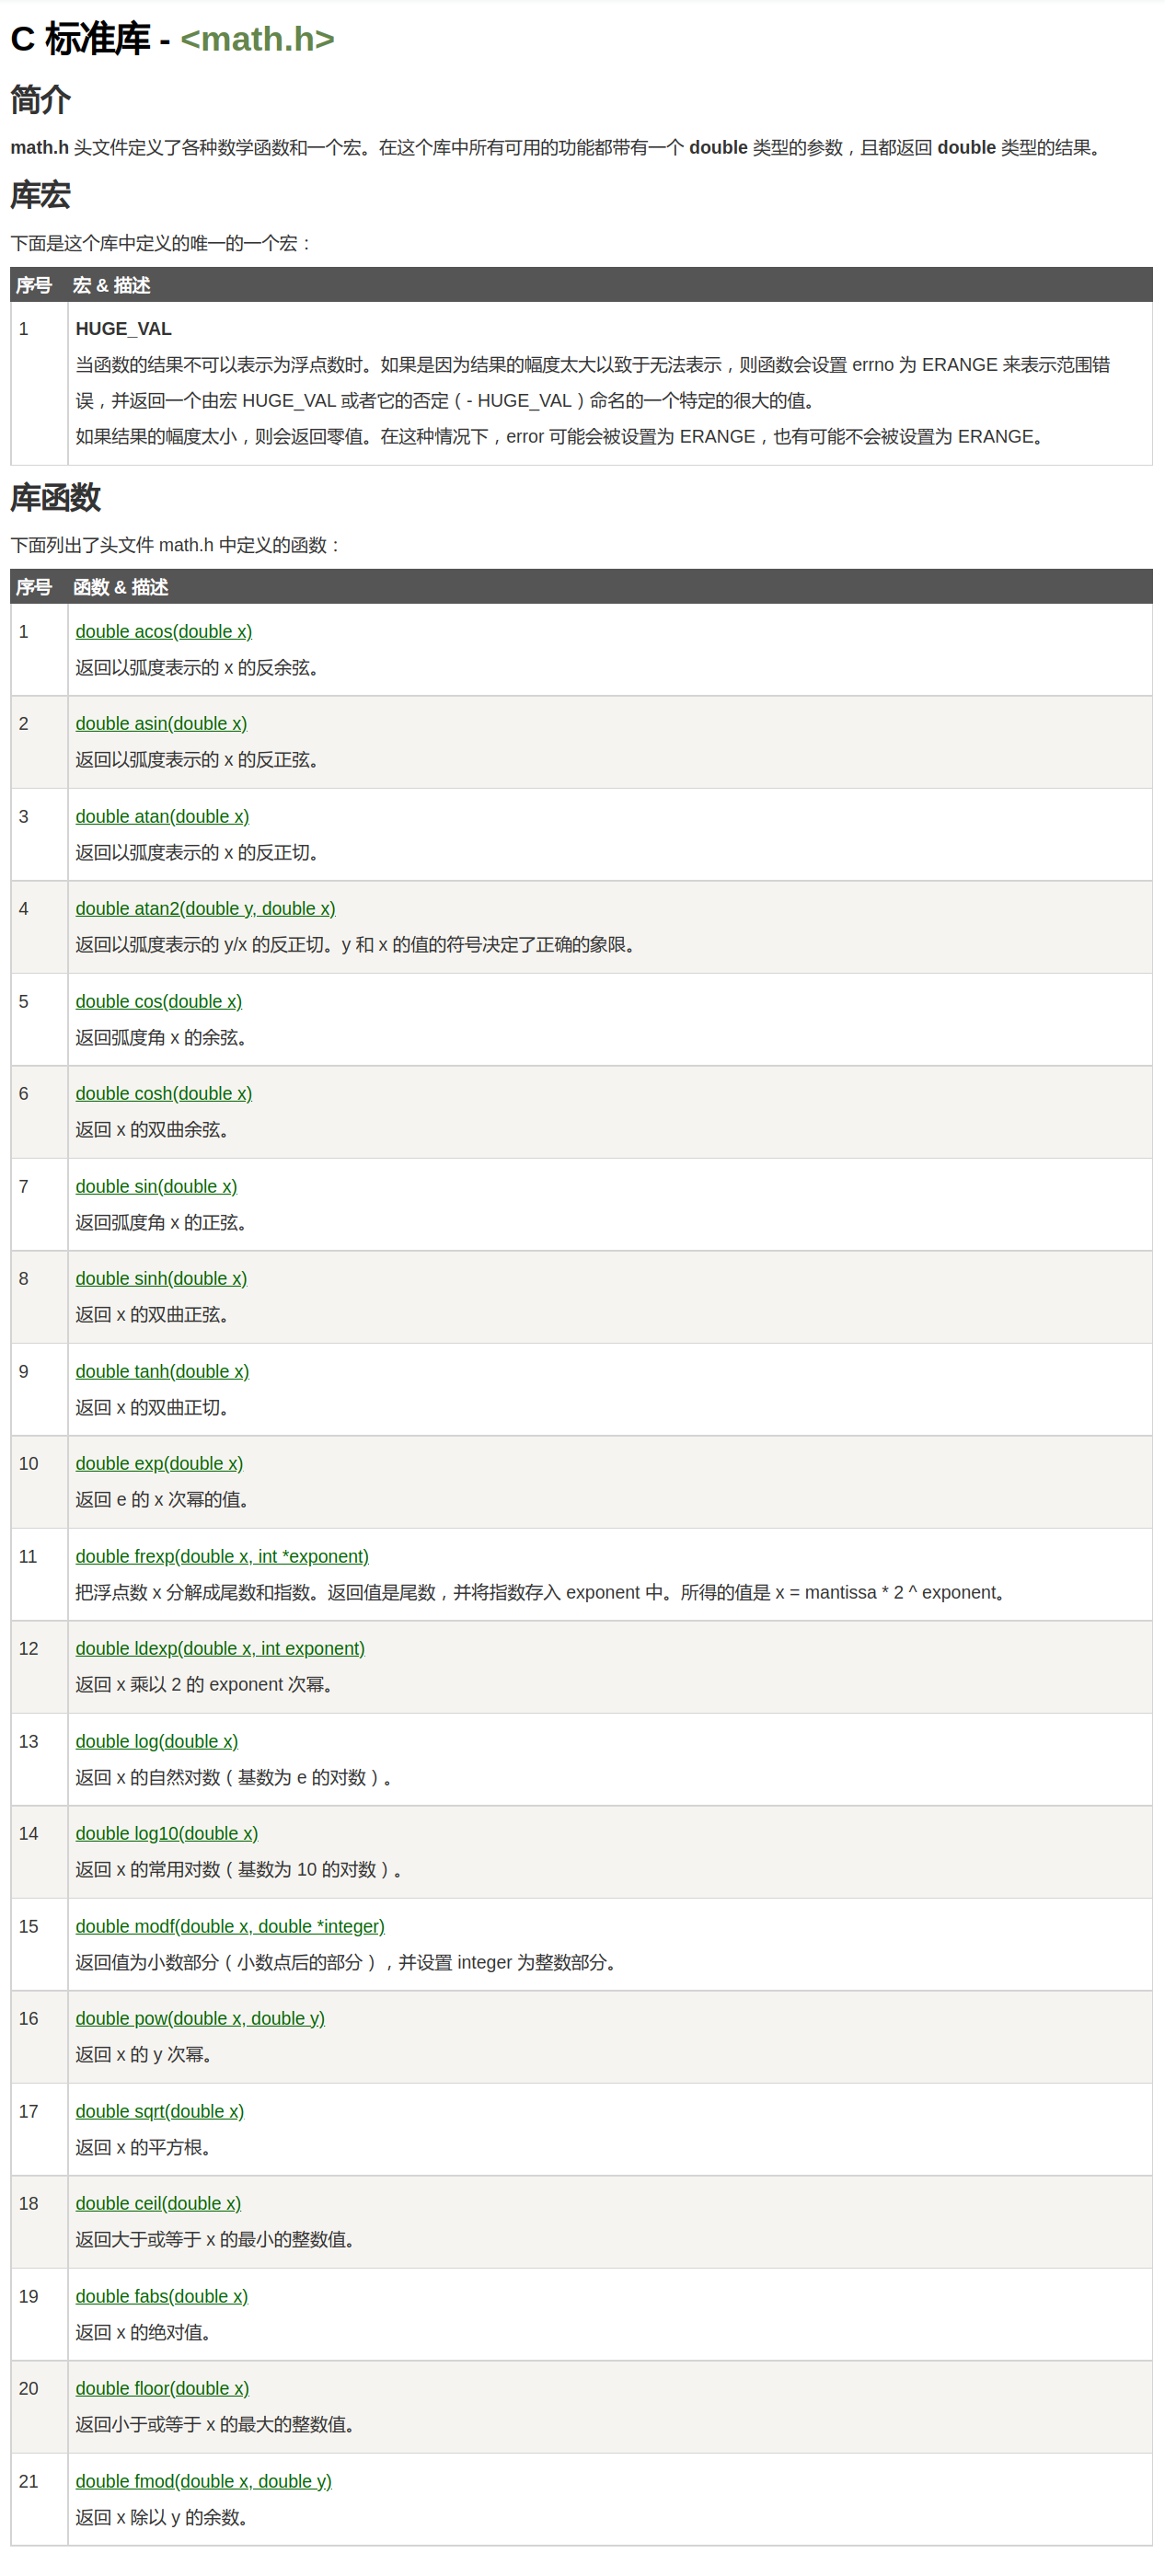 C 标准库 - <math.h>
简介
math.h 头文件定义了各种数学函数和一个宏。在这个库中所有可用的功能都带有一个 double 类型的参数，且都返回 double 类型的结果。
库宏
下面是这个库中定义的唯一的一个宏：
序号 宏 & 描述
1 HUGE_VAL
当函数的结果不可以表示为浮点数时。如果是因为结果的幅度太大以致于无法表示，则函数会设置 errno 为 ERANGE 来表示范围错
误，并返回一个由宏 HUGE_VAL 或者它的否定（- HUGE_VAL）命名的一个特定的很大的值。
如果结果的幅度太小，则会返回零值。在这种情况下，error 可能会被设置为 ERANGE，也有可能不会被设置为 ERANGE。
库函数
下面列出了头文件 math.h 中定义的函数：
序号 函数 & 描述
1 double acos(double x)
返回以弧度表示的 x 的反余弦。
2 double asin(double x)
返回以弧度表示的 x 的反正弦。
3 double atan(double x)
返回以弧度表示的 x 的反正切。
4 double atan2(double y, double x)
返回以弧度表示的 y/x 的反正切。y 和 x 的值的符号决定了正确的象限。
5 double cos(double x)
返回弧度角 x 的余弦。
6 double cosh(double x)
返回 x 的双曲余弦。
7 double sin(double x)
返回弧度角 x 的正弦。
8 double sinh(double x)
返回 x 的双曲正弦。
9 double tanh(double x)
返回 x 的双曲正切。
10 double exp(double x)
返回 e 的 x 次幂的值。
11 double frexp(double x, int *exponent)
把浮点数 x 分解成尾数和指数。返回值是尾数，并将指数存入 exponent 中。所得的值是 x = mantissa * 2 ^ exponent。
12 double ldexp(double x, int exponent)
返回 x 乘以 2 的 exponent 次幂。
13 double log(double x)
返回 x 的自然对数（基数为 e 的对数）。
14 double log10(double x)
返回 x 的常用对数（基数为 10 的对数）。
15 double modf(double x, double *integer)
返回值为小数部分（小数点后的部分），并设置 integer 为整数部分。
16 double pow(double x, double y)
返回 x 的 y 次幂。
17 double sqrt(double x)
返回 x 的平方根。
18 double ceil(double x)
返回大于或等于 x 的最小的整数值。
19 double fabs(double x)
返回 x 的绝对值。
20 double floor(double x)
返回小于或等于 x 的最大的整数值。
21 double fmod(double x, double y)
返回 x 除以 y 的余数。